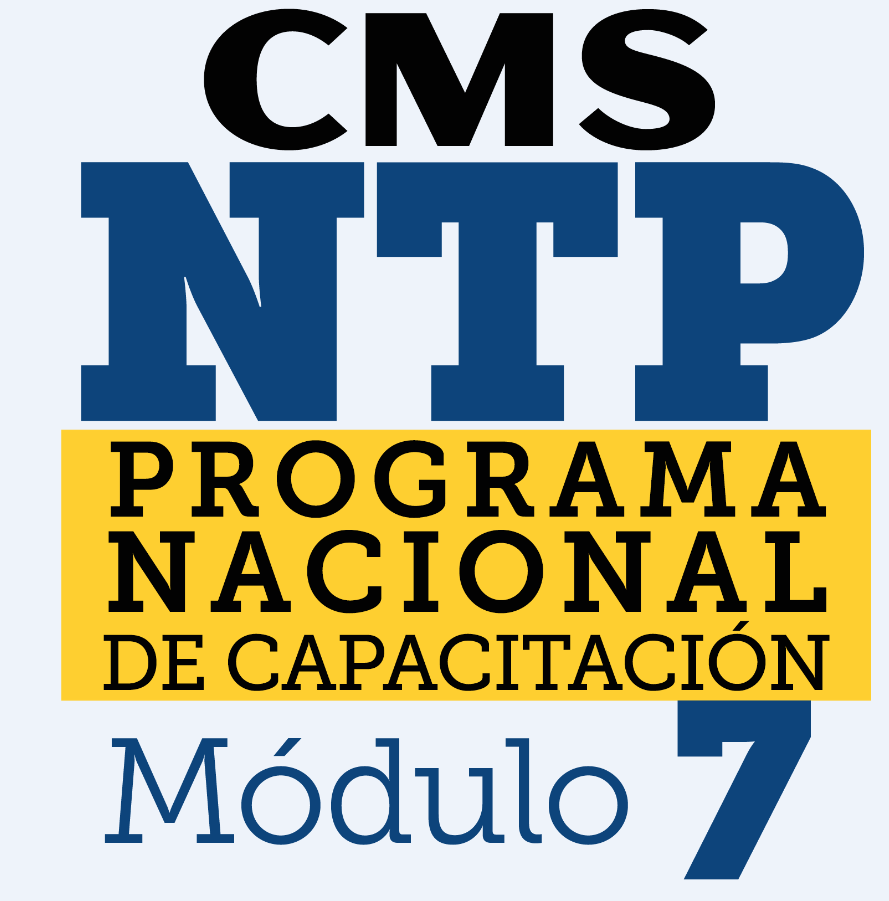 CMS
NTP
PROGRAMA
NACIONAL
DE CAPACITACIÓN
Módulo 7